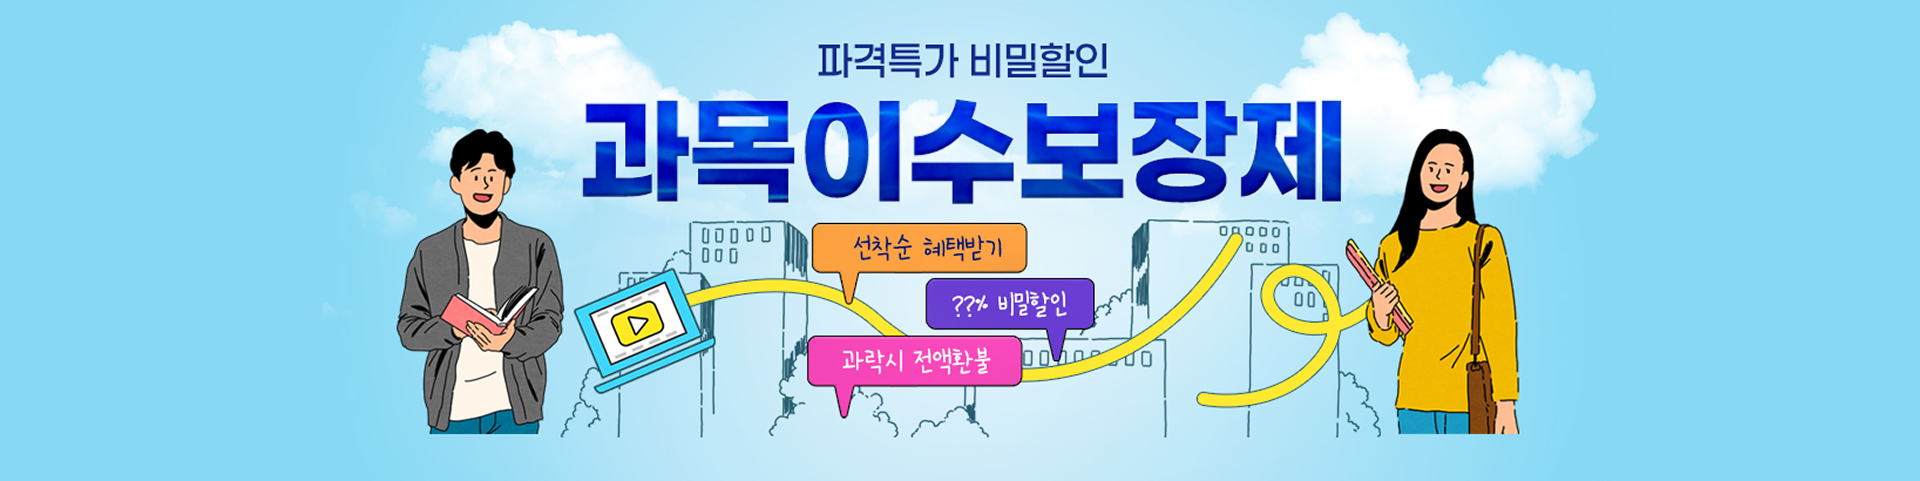 파격특가 비밀할인
과목이수보장제
선착순 혜택받기
??% 비밀할인
과락시 전액환불